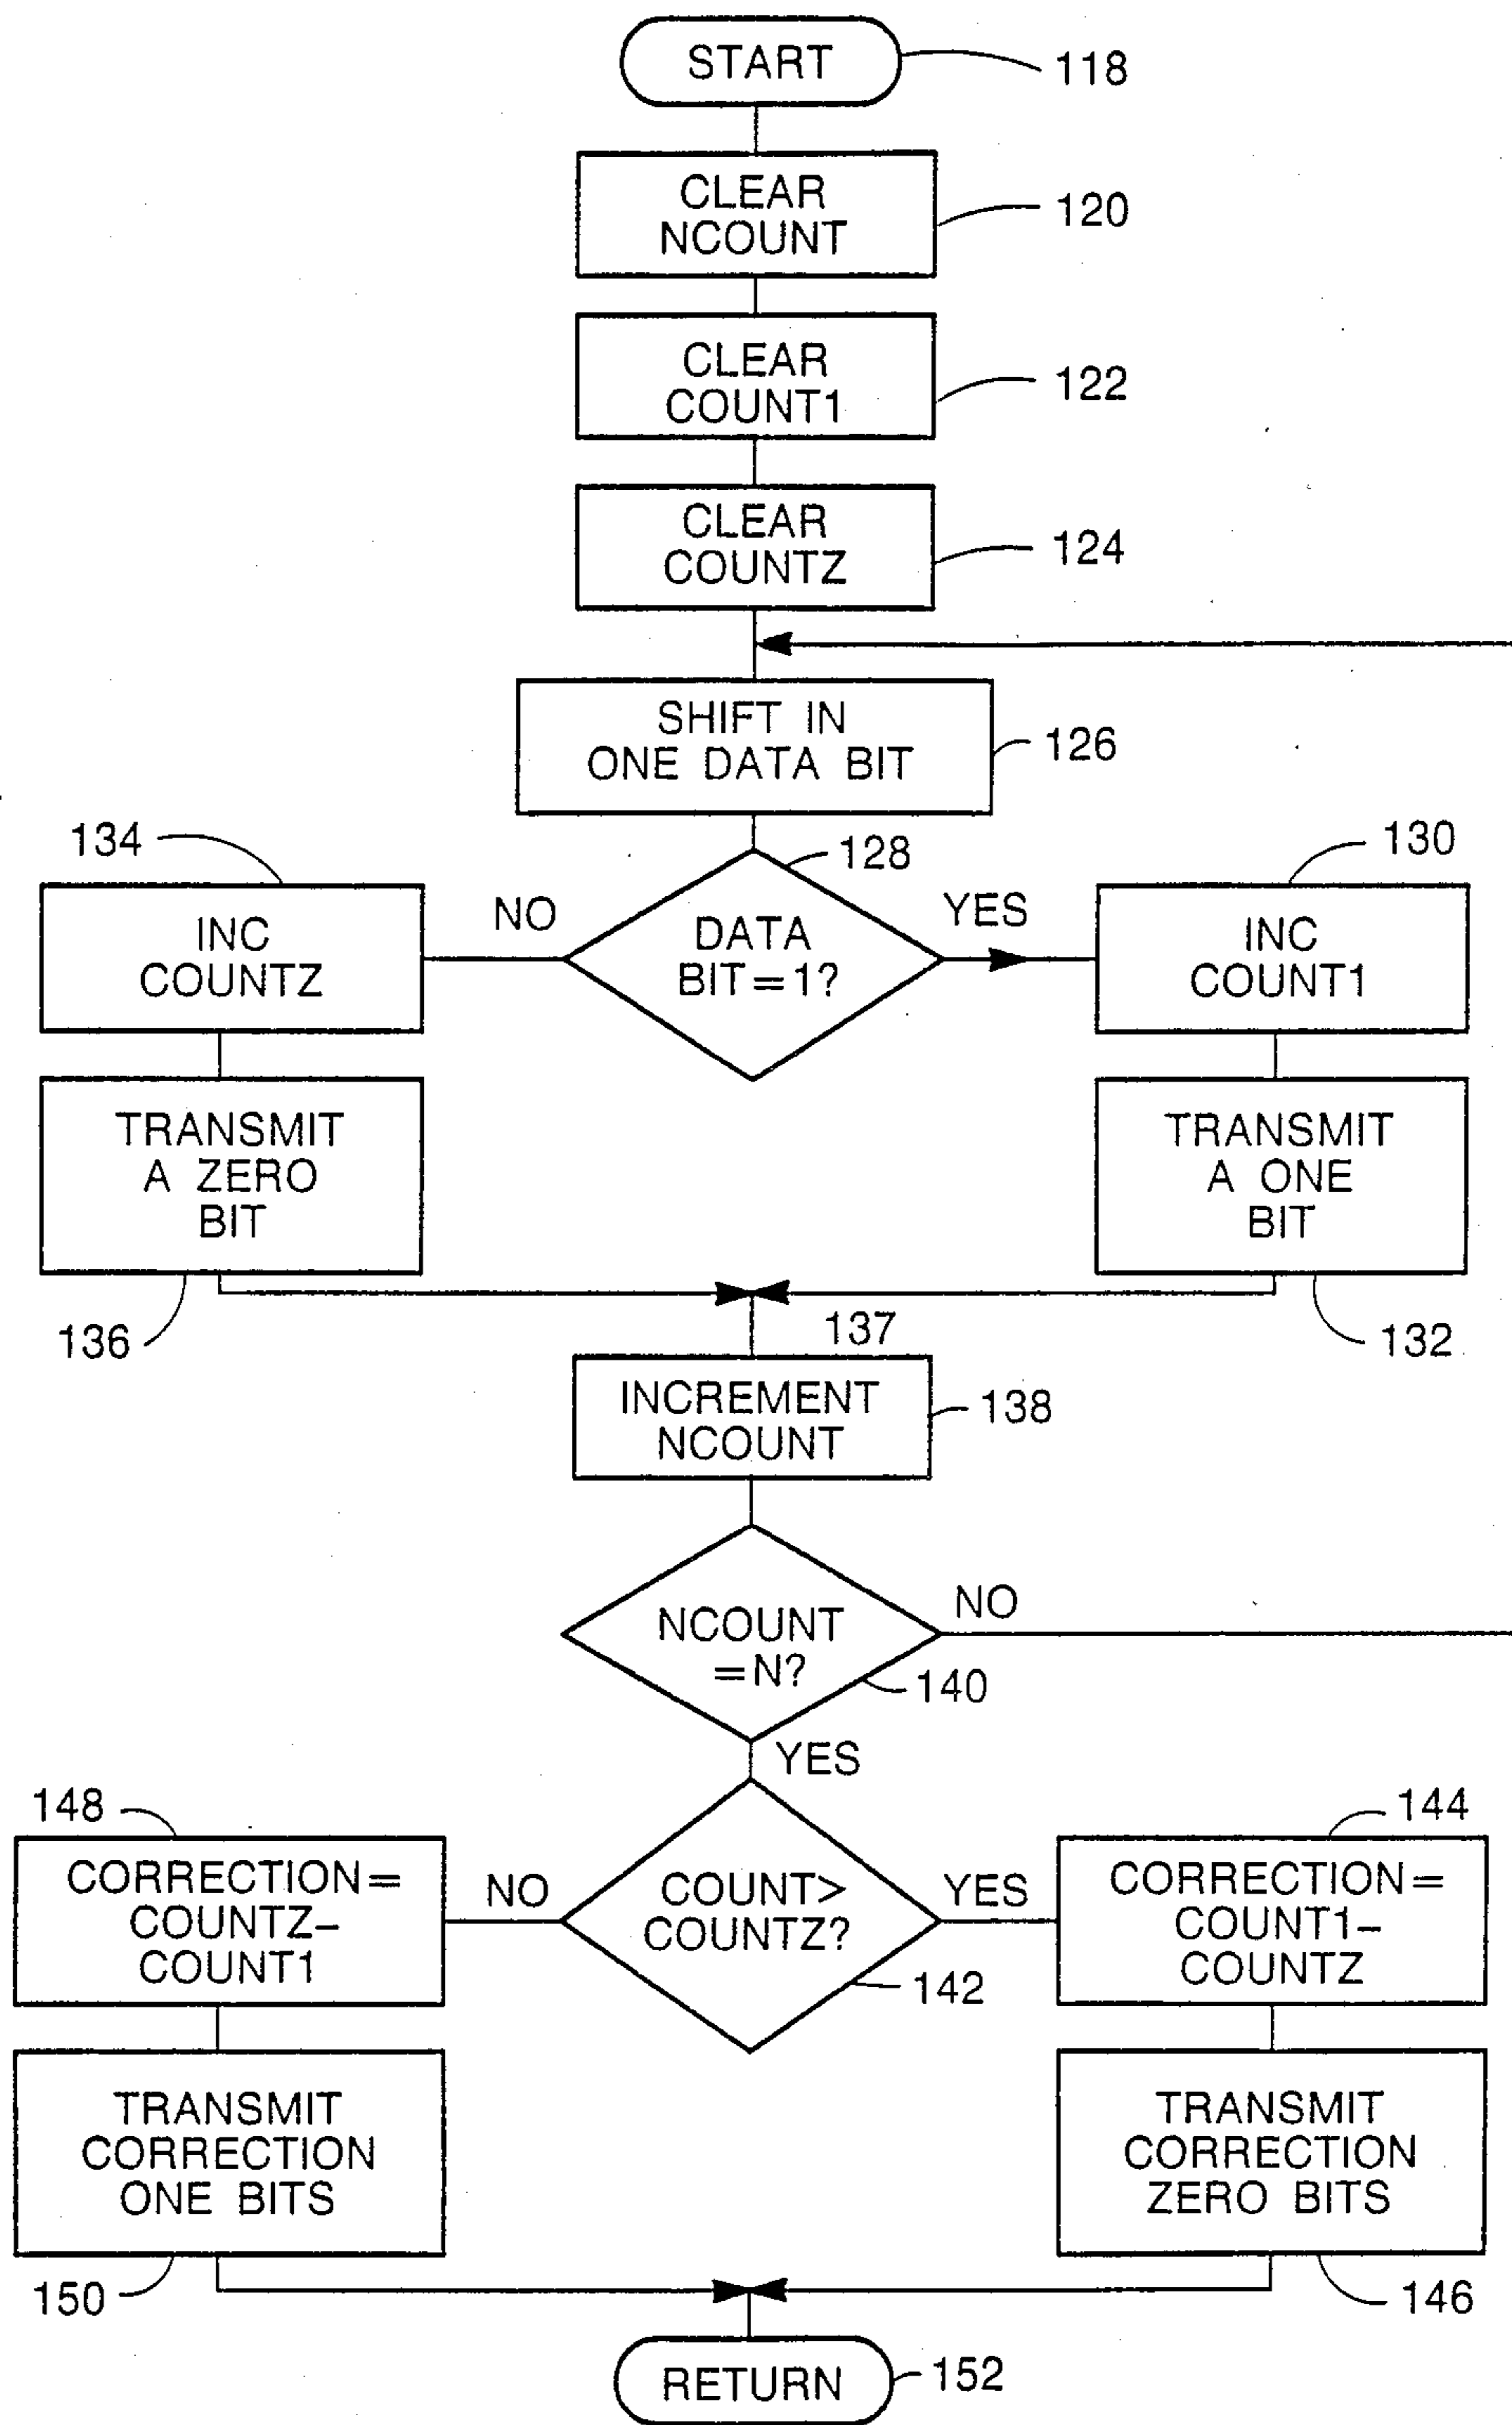 START
118
CLEAR
NCOUNT
120
CLEAR
COUNT1
122
CLEAR
COUNTZ
124
SHIFT IN
ONE DATA BIT
126
134
128
130
INC
COUNTZ
NO
DATA
BIT=1?
YES
INC
COUNT1
TRANSMIT
A ZERO
BIT
TRANSMIT
A ONE
BIT
136
137
132
INCREMENT
NCOUNT
138
NCOUNT
=N?
NO
140
YES
148
144
CORRECTION=
COUNTZ–
COUNT1
NO
COUNT>
COUNTZ?
YES
CORRECTION=
COUNT1–
COUNTZ
142
TRANSMIT
CORRECTION
ONE BITS
TRANSMIT
CORRECTION
ZERO BITS
150
146
RETURN
152